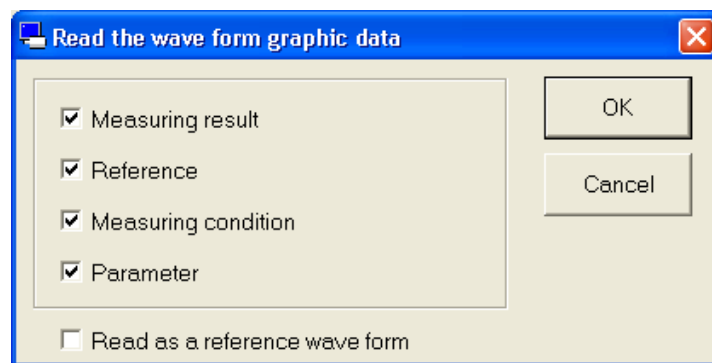 Read the wave form graphic data
Measuring result
Reference
Measuring condition
Parameter
Read as a reference wave form
OK
Cancel